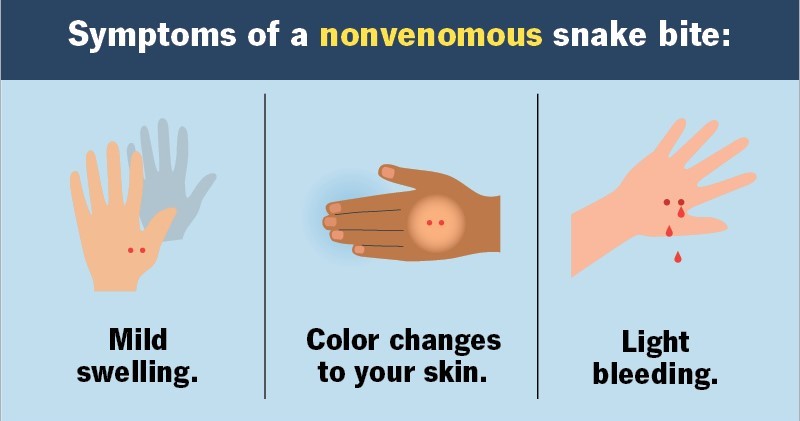 Symptoms of a nonvenomous snake bite:
Mild
swelling.
Color changes
to your skin.
Light
bleeding.